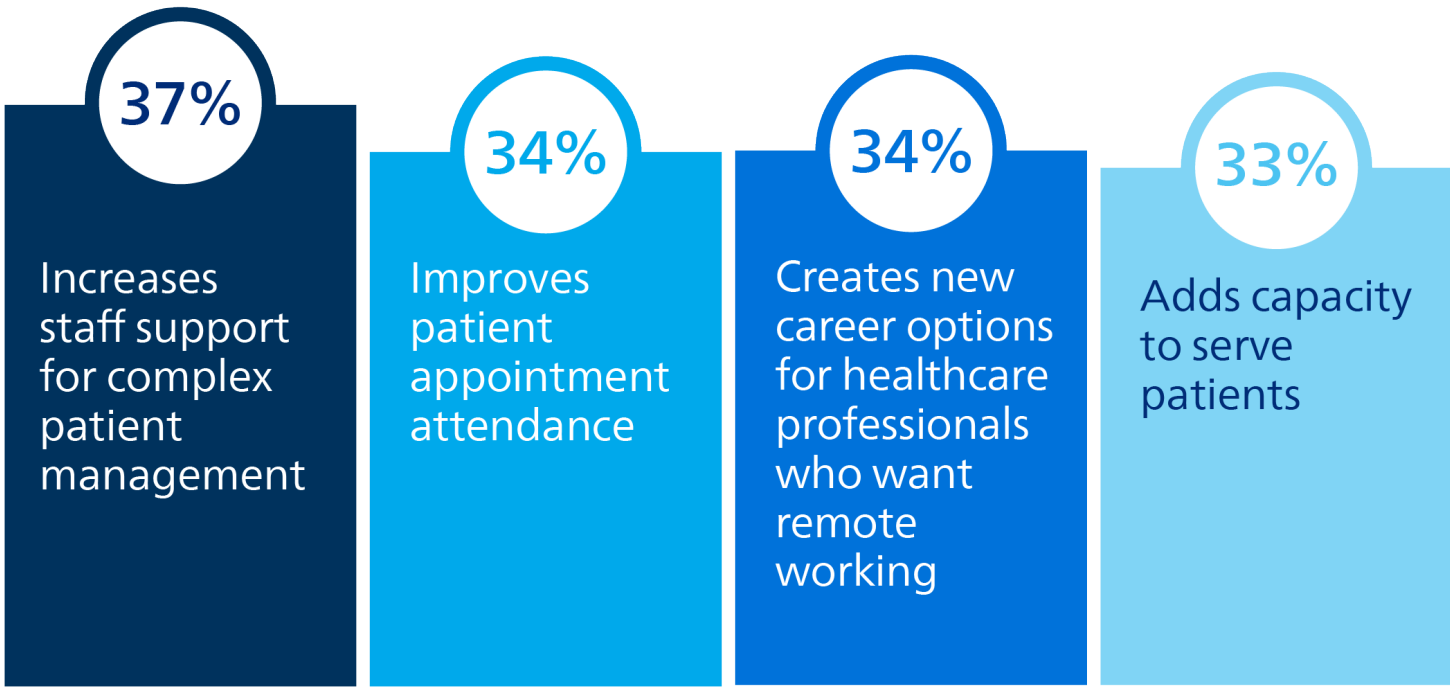 37%
Increases
staff support
for complex
patient
management
34%
Improves
patient
appointment
attendance
34%
Creates new
career options
for healthcare
professionals
who want
remote
working
33%
Adds capacity
to serve
patients